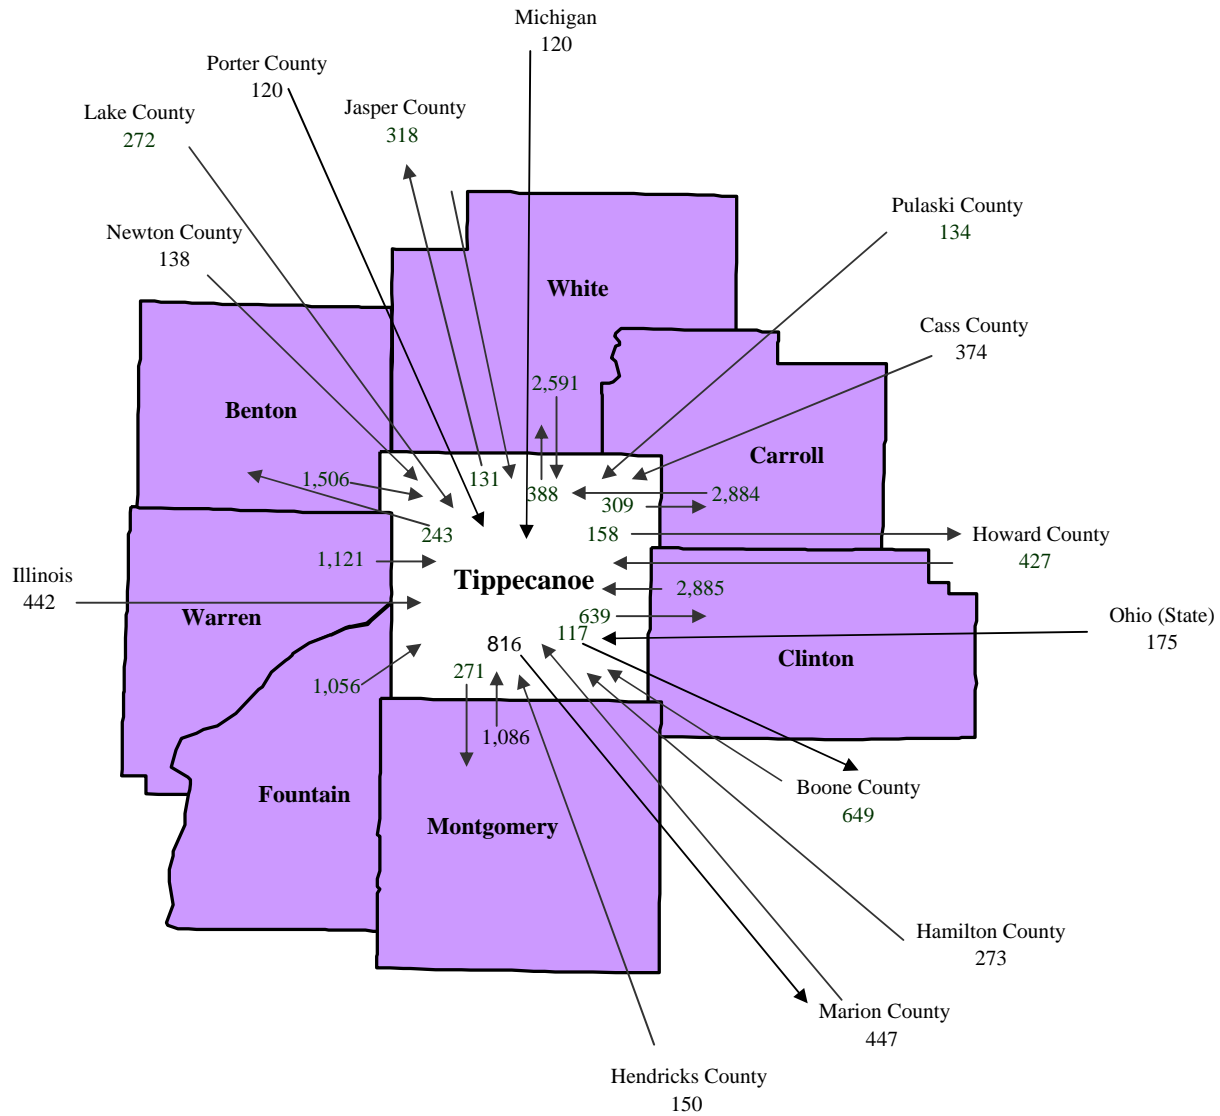 Michigan
120
Porter County
120
Jasper County
318
Lake County
272
Pulaski County
134
Newton County
138
White
Cass County
374
2,591
Benton
Carroll
1,506
131
388
2,884
309
243
158
Howard County
427
1,121
Illinois
442
Tippecanoe
2,885
Warren
639
Ohio (State)
175
117
816
Clinton
271
1,056
1,086
Boone County
649
Fountain
Montgomery
Hamilton County
273
Marion County
447
Hendricks County
150